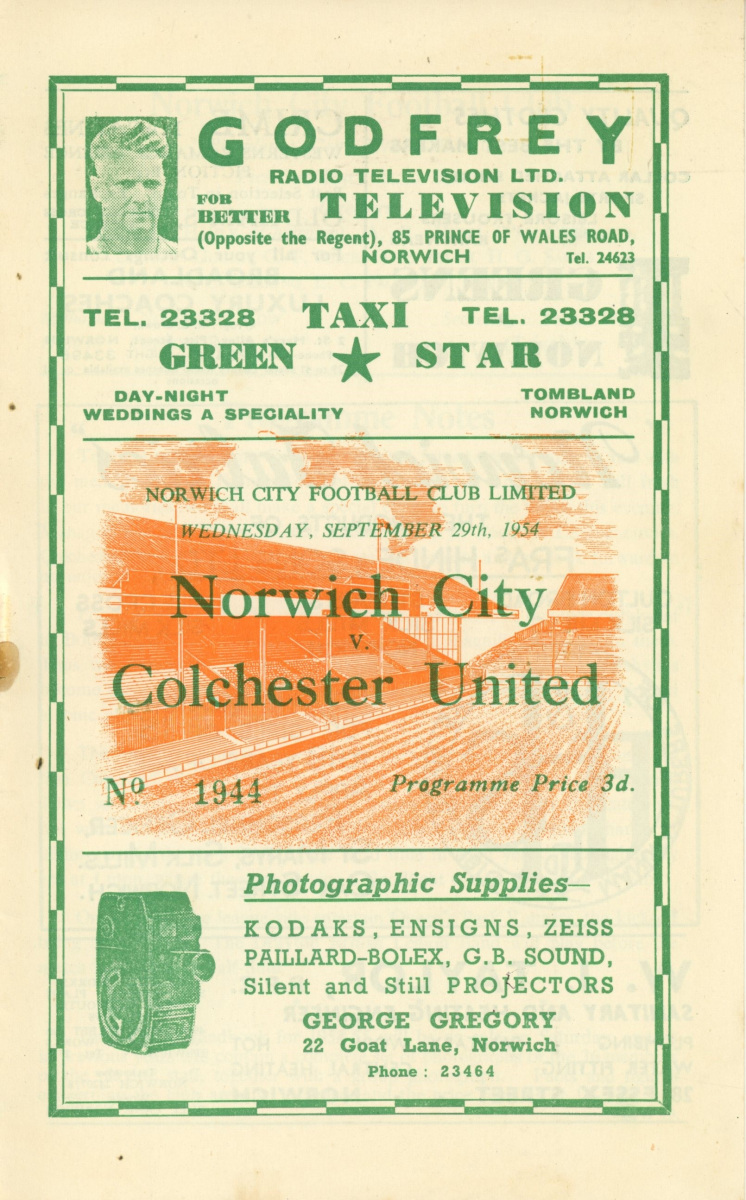 GODFREY
RADIO TELEVISION LTD.
FOR BETTER TELEVISION
(Opposite the Regent), 85 PRINCE OF WALES ROAD,
NORWICH Tel. 24623
TEL. 23328 TAXI TEL. 23328
GREEN STAR
DAY-NIGHT TOMBLAND
WEDDINGS A SPECIALITY NORWICH
NORWICH CITY FOOTBALL CLUB LIMITED
WEDNESDAY, SEPTEMBER 29th, 1954
Norwich City
v.
Colchester United
No. 1944 Programme Price 3d.
Photographic Supplies—
KODAKS, ENSIGNS, ZEISS
PAILLARD-BOLEX, G.B. SOUND,
Silent and Still PROJECTORS
GEORGE GREGORY
22 Goat Lane, Norwich
Phone : 23464